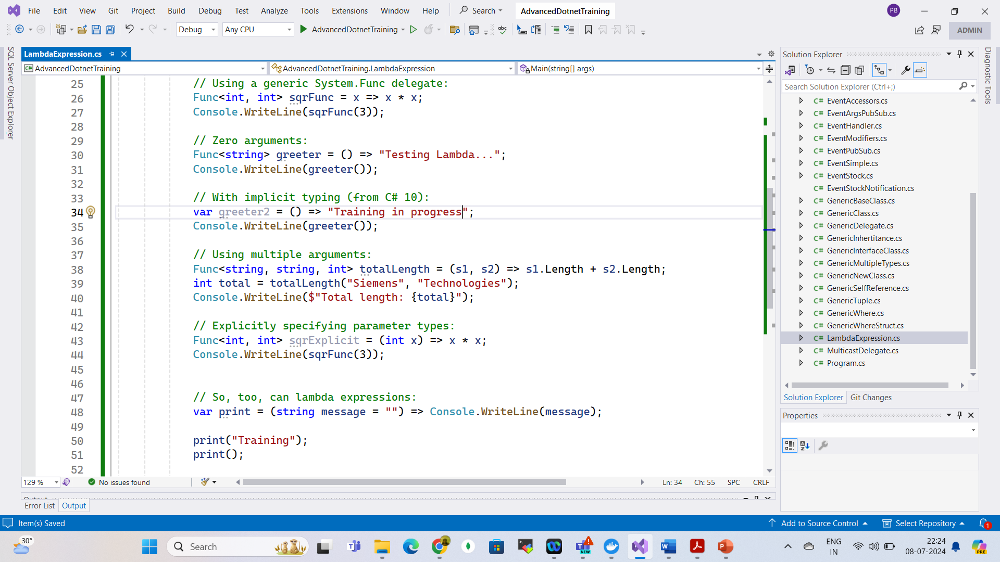 File Edit View Git Project Build Debug Test Analyze Tools Extensions Window Help Search AdvancedDotnetTraining PB
Debug Any CPU AdvancedDotnetTraining abc ADMIN
SQL Server Object Explorer
LambdaExpression.cs
C# AdvancedDotnetTraining AdvancedDotnetTraining.LambdaExpression Main(string[] args)
25 // Using a generic System.Func delegate:
26 Func<int, int> sqrFunc = x => x * x;
27 Console.WriteLine(sqrFunc(3));
28
29 // Zero arguments:
30 Func<string> greeter = () => "Testing Lambda...";
31 Console.WriteLine(greeter());
32
33 // With implicit typing (from C# 10):
34 var greeter2 = () => "Training in progress";
35 Console.WriteLine(greeter());
36
37 // Using multiple arguments:
38 Func<string, string, int> totalLength = (s1, s2) => s1.Length + s2.Length;
39 int total = totalLength("Siemens", "Technologies");
40 Console.WriteLine($"Total length: {total}");
41
42 // Explicitly specifying parameter types:
43 Func<int, int> sqrExplicit = (int x) => x * x;
44 Console.WriteLine(sqrFunc(3));
45
46
47 // So, too, can lambda expressions:
48 var print = (string message = "") => Console.WriteLine(message);
49
50 print("Training");
51 print();
52
129 % No issues found Ln: 34 Ch: 55 SPC CRLF
Output
Error List Output
Solution Explorer
Search Solution Explorer (Ctrl+;)
C# EventAccessors.cs
C# EventArgsPubSub.cs
C# EventHandler.cs
C# EventModifiers.cs
C# EventPubSub.cs
C# EventSimple.cs
C# EventStock.cs
C# EventStockNotification.cs
C# GenericBaseClass.cs
C# GenericClass.cs
C# GenericDelegate.cs
C# GenericInhertitance.cs
C# GenericInterfaceClass.cs
C# GenericMultipleTypes.cs
C# GenericNewClass.cs
C# GenericSelfReference.cs
C# GenericTuple.cs
C# GenericWhere.cs
C# GenericWhereStruct.cs
C# LambdaExpression.cs
C# MulticastDelegate.cs
C# Program.cs
Solution Explorer Git Changes
Properties
Diagnostic Tools
Item(s) Saved Add to Source Control Select Repository 1
30° Search NEW ENG IN 22:24 08-07-2024 PRE